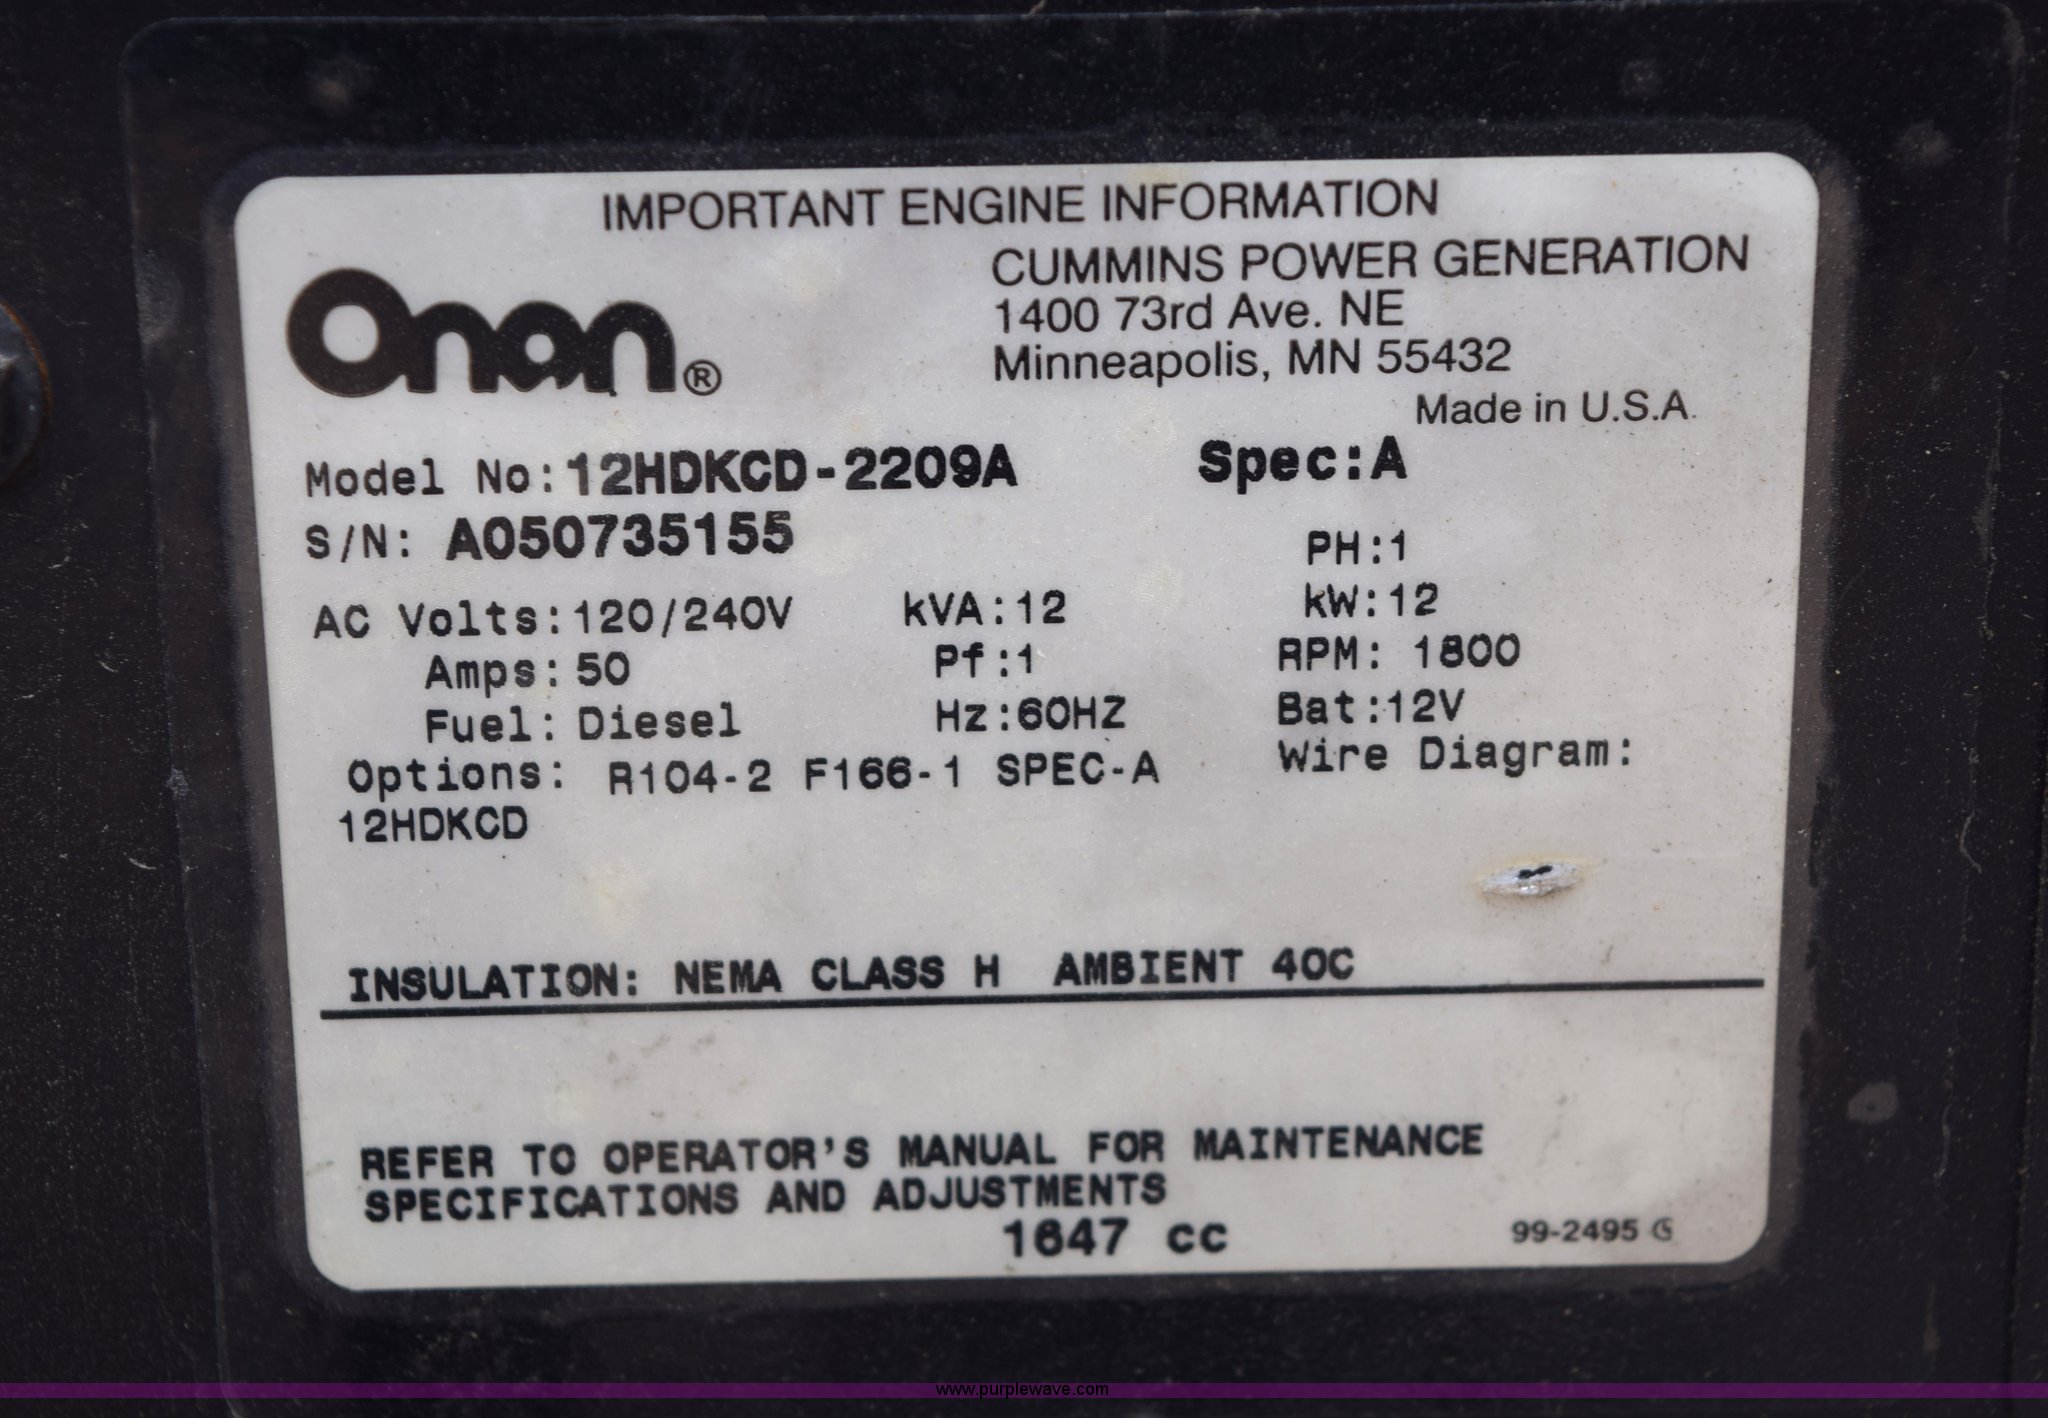 IMPORTANT ENGINE INFORMATION
Onan®
CUMMINS POWER GENERATION
1400 73rd Ave. NE
Minneapolis, MN 55432
Made in U.S.A.
Model No:12HDKCD-2209A Spec:A
S/N: A050735155
PH:1
AC Volts:120/240V kVA:12 kW:12
Amps:50 Pf:1 RPM: 1800
Fuel:Diesel Hz:60HZ Bat:12V
Options: R104-2 F166-1 SPEC-A Wire Diagram:
12HDKCD
INSULATION: NEMA CLASS H AMBIENT 40C
REFER TO OPERATOR'S MANUAL FOR MAINTENANCE
SPECIFICATIONS AND ADJUSTMENTS
1647 cc
99-2495
www.purplewave.com